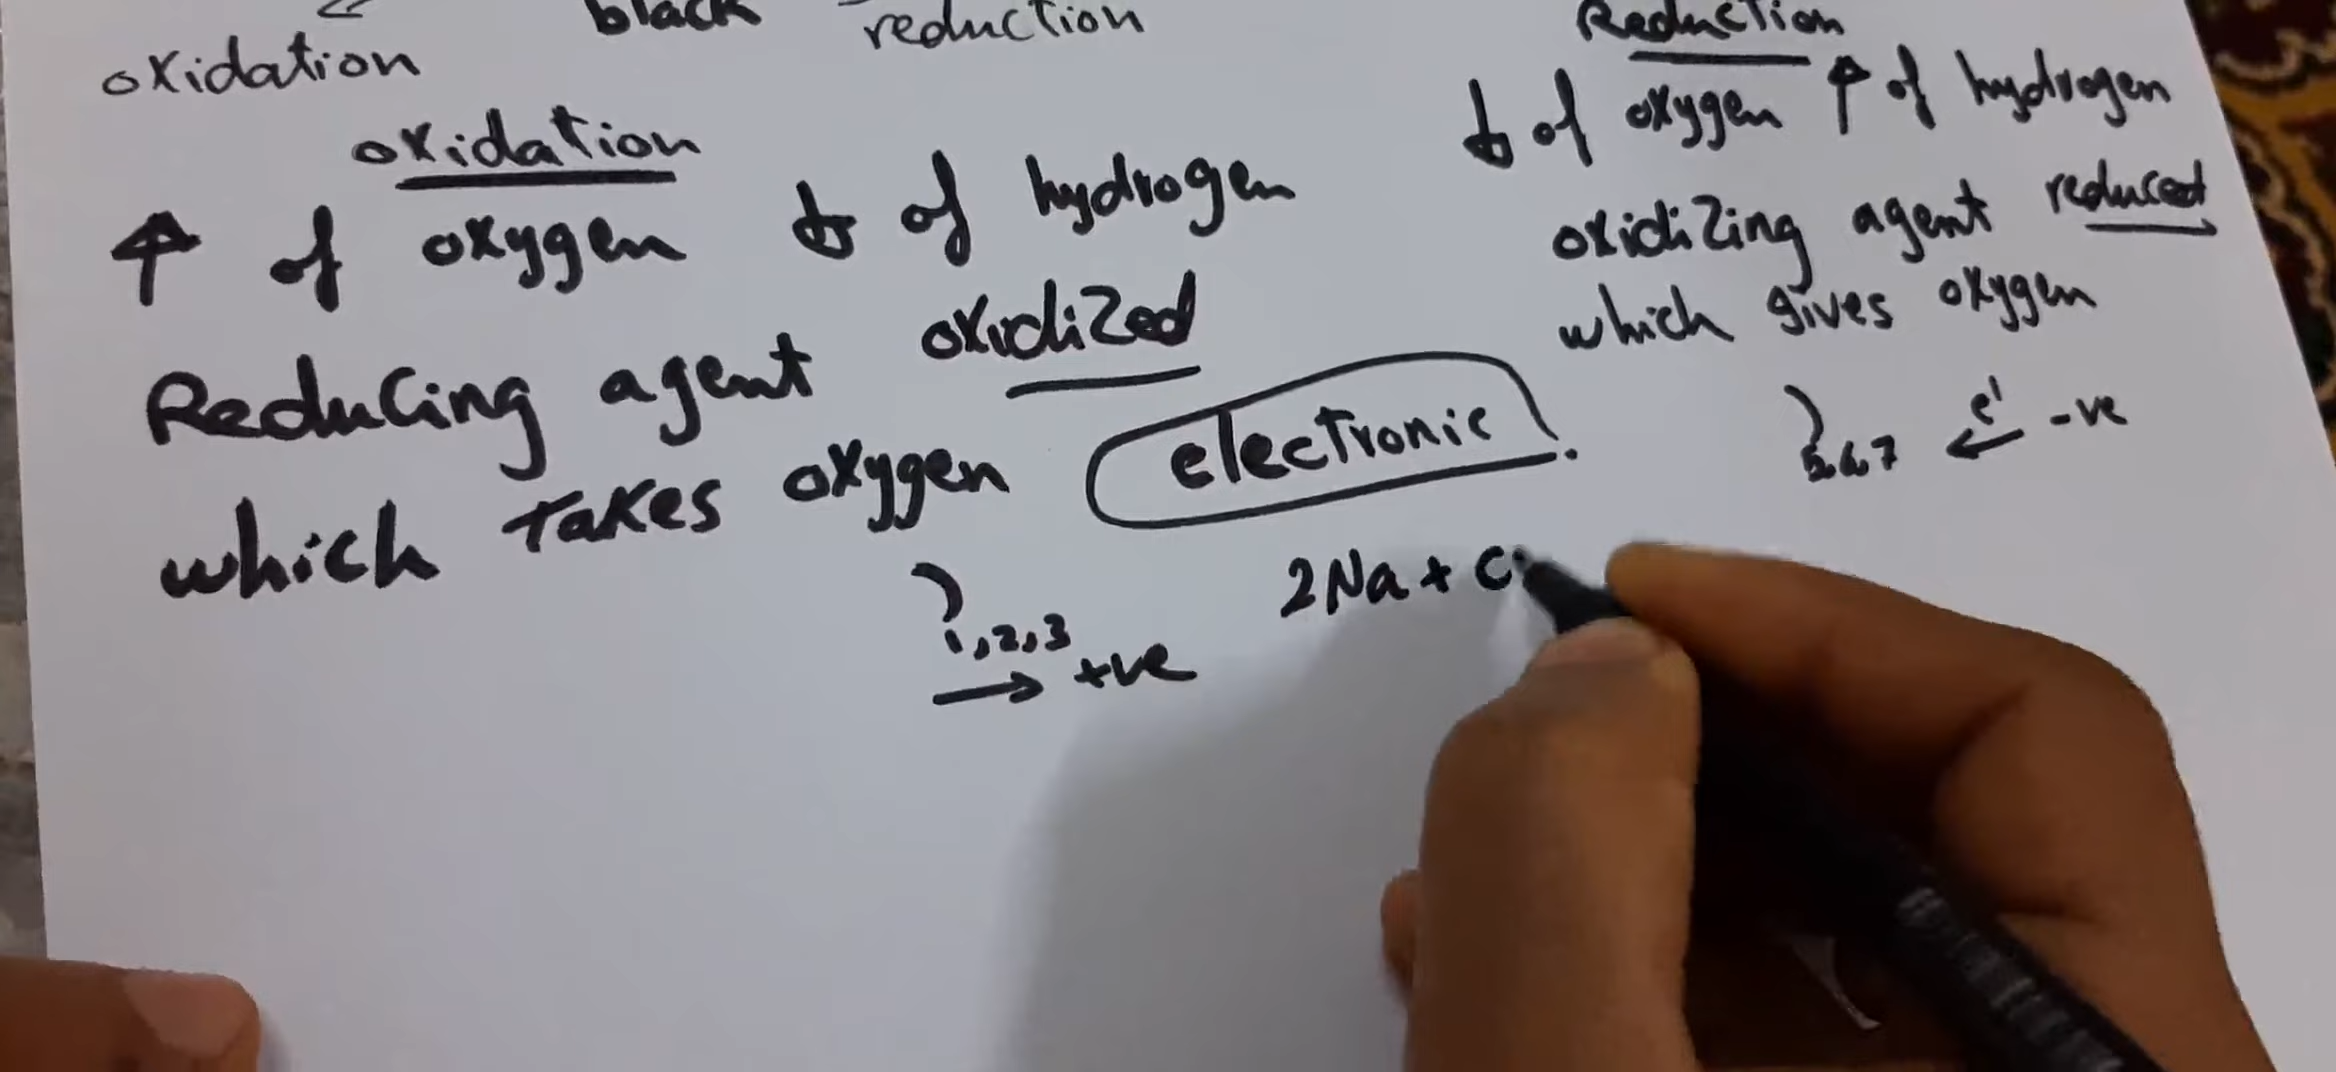 oxidation
black
reduction
oxidation
↑ of oxygen ↓ of hydrogen
Reducing agent oxidized
which takes oxygen
1,2,3
→ +ve
Reduction
↓ of oxygen ↑ of hydrogen
oxidizing agent reduced
which gives oxygen
5,6,7 ← e' -ve
electronic
2Na + C